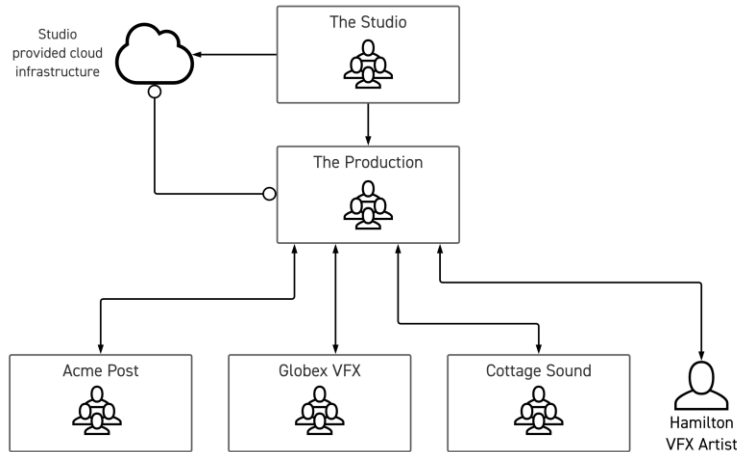 Studio
provided cloud
infrastructure
The Studio
The Production
Acme Post
Globex VFX
Cottage Sound
Hamilton
VFX Artist